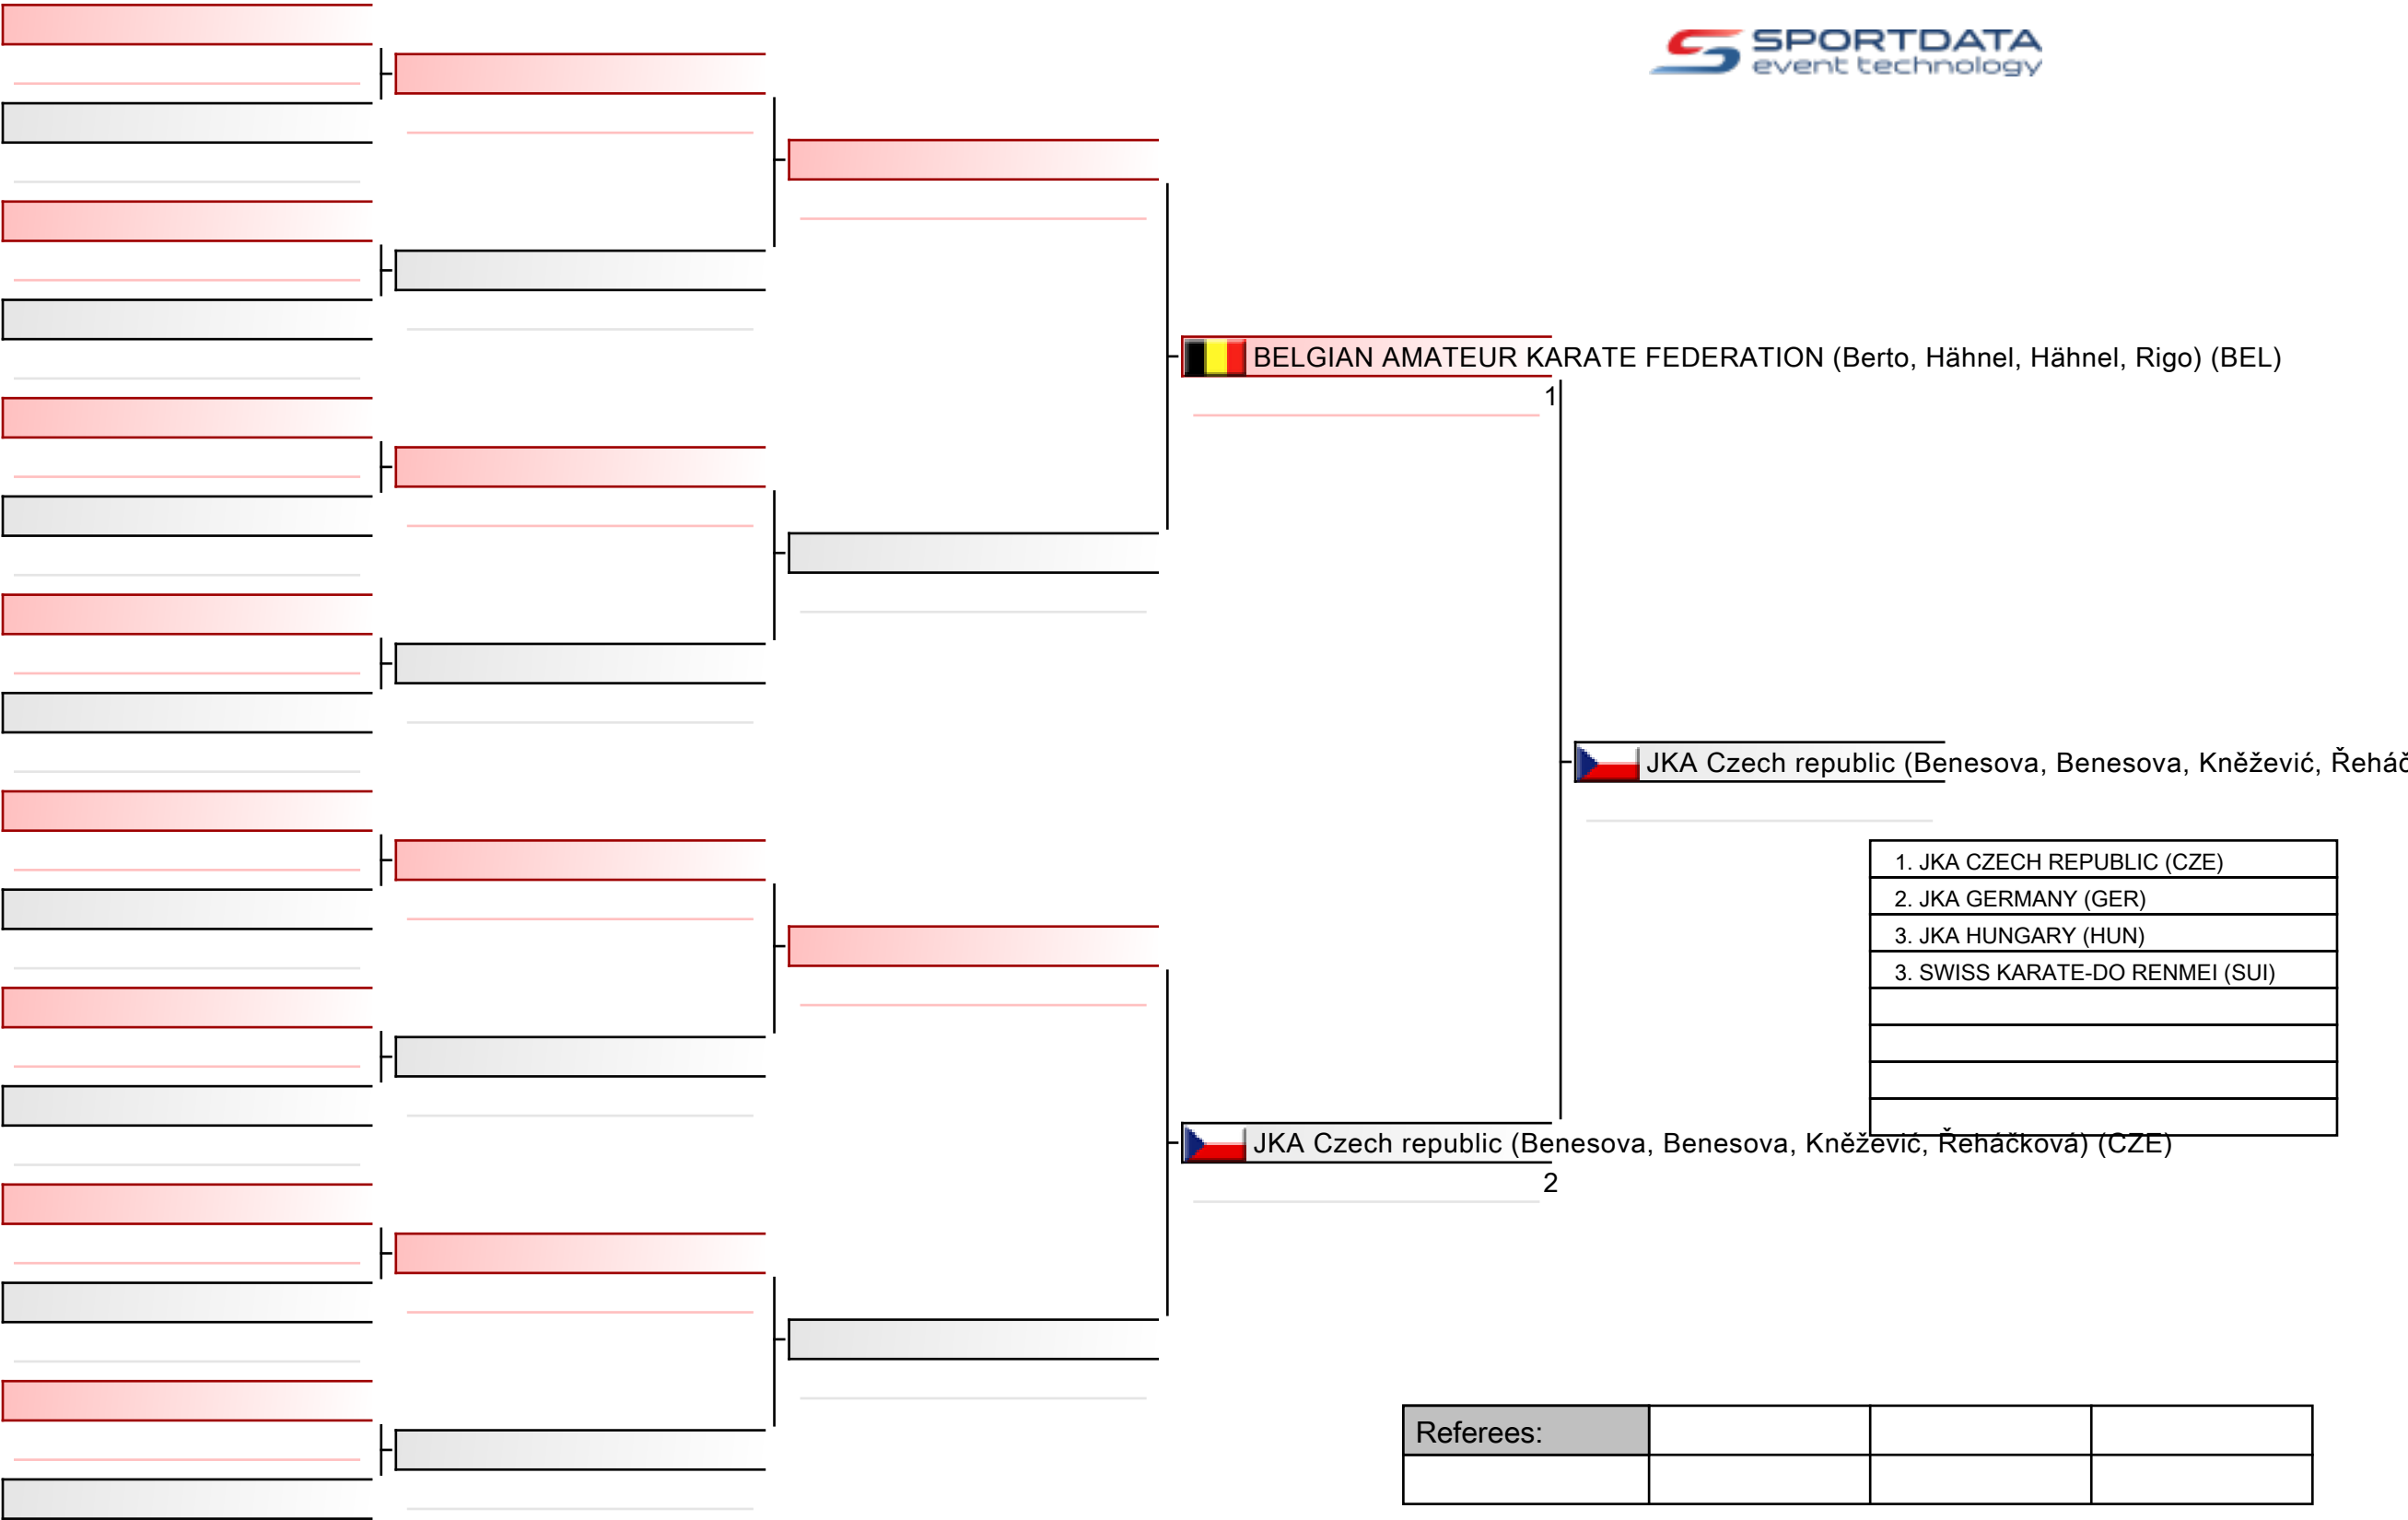 SPORTDATA
event technology
BELGIAN AMATEUR KARATE FEDERATION (Berto, Hähnel, Hähnel, Rigo) (BEL)
1
JKA Czech republic (Benesova, Benesova, Kněžević, Řeháč
1. JKA CZECH REPUBLIC (CZE)
2. JKA GERMANY (GER)
3. JKA HUNGARY (HUN)
3. SWISS KARATE-DO RENMEI (SUI)
JKA Czech republic (Benesova, Benesova, Kněžević, Řeháčková) (CZE)
2
Referees: